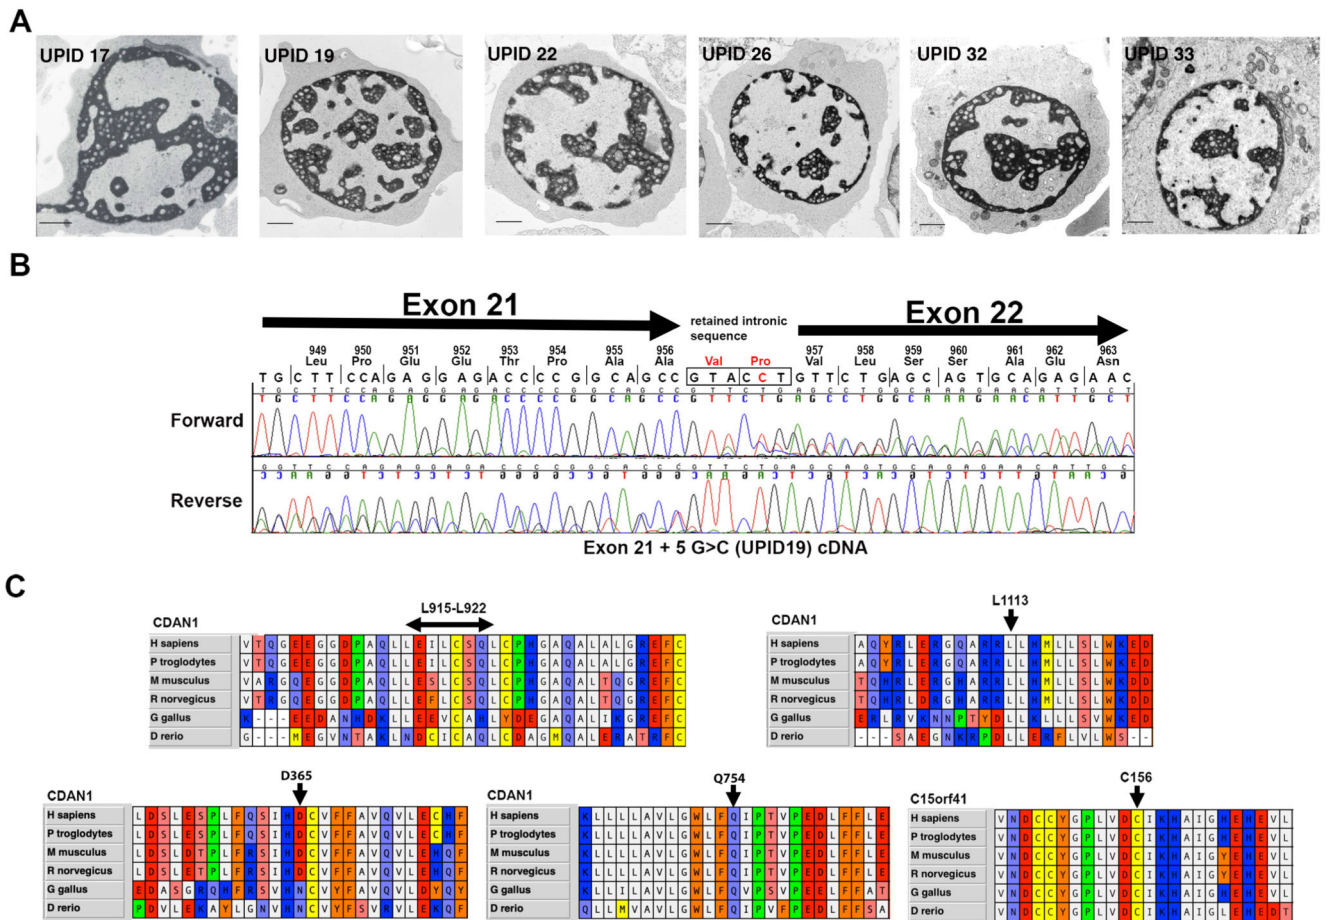 A
UPID 17 UPID 19 UPID 22 UPID 26 UPID 32 UPID 33
B
Exon 21 retained intronic sequence Exon 22
949 950 951 952 953 954 955 956 957 958 959 960 961 962 963
Leu Pro Glu Glu Thr Pro Ala Ala Val Pro Val Leu Ser Ser Ala Glu Asn
T G C T T C C A G A G G A G A C C C C G G C A G C C G T A C C T G T T C T G A G C A G T G C A G A G A A C
Forward
Reverse
Exon 21 + 5 G>C (UPID19) cDNA
C
L915-L922
CDAN1
H sapiens V T Q G E E G G D P A Q L L E I L C S Q L C P H G A Q A L A L G R E F C
P troglodytes V T Q G E E G G D P A Q L L E I L C S Q L C P H G A Q A L A L G R E F C
M musculus V A R G Q E G G D P A Q L L E S L C S Q L C P H G A Q A L T Q G R E F C
R norvegicus V T R G Q E G G D P A Q L L E F L C S Q L C P H G A Q A L T Q G R E F C
G gallus K - - - E E D A N H D K L L E E V C A H L Y D E G A Q A L I K G R E F C
D rerio G - - - M E G V N T A K L N D C I C A Q L C D A G M Q A L E R A T R F C
L1113
CDAN1
H sapiens A Q Y R L E R G Q A R R L L H M L L S L W K E D
P troglodytes A Q Y R L E R G Q A R R L L H M L L S L W K E D
M musculus T Q H R L E R G H A R R L L H M L L S L W K D D
R norvegicus T Q H R L D R G H A R R L L H M L L S L W K D D
G gallus E R L R V K N N P T Y D L L K L L L S V W K E D
D rerio - - - S A E G N K R P D L L E R F L V L W S - -
D365
CDAN1
H sapiens L D S L E S P L F Q S I H D C V F F A V Q V L E C H F
P troglodytes L D S L E S P L F Q S I H D C V F F A V Q V L E C H F
M musculus L D S L D T P L F R S I H D C V F F A V Q V L E H Q F
R norvegicus L D S L E T P L F R S I H D C V F F A V Q V L E H K F
G gallus E D A S G R Q H F R S V H N C V Y F A V Q V L D Y Q Y
D rerio P D V L E K A Y L G N V H N C V Y F S V R V L E K Q F
Q754
CDAN1
H sapiens K L L L L A V L G W L F Q I P T V P E D L F F L E
P troglodytes K L L L L A V L G W L F Q I P T V P E D L F F L E
M musculus K L L L L A V L G W L F Q I P T V P E D L F F L E
R norvegicus K L L L L A V L G W L F Q I P T V P E D L F F L E
G gallus K L L I L A V L G W L F Q V P S V P E D L F F A T
D rerio Q L L M V A V L G W L F Q I P V F P E D L F F S A
C156
C15orf41
H sapiens V N D C C Y G P L V D C I K H A I G H E H E V L
P troglodytes V N D C C Y G P L V D C I K H A I G H E H E V L
M musculus V N D C C Y G P L V D C I K H A I G Y E H E V L
R norvegicus V N D C C Y G P L V D C I K H A I G Y E H E V L
G gallus V N D C C Y G P L V D C I K H A I G H E H E V L
D rerio V N D C C Y G P L V D C I K H A I G L E H E D T